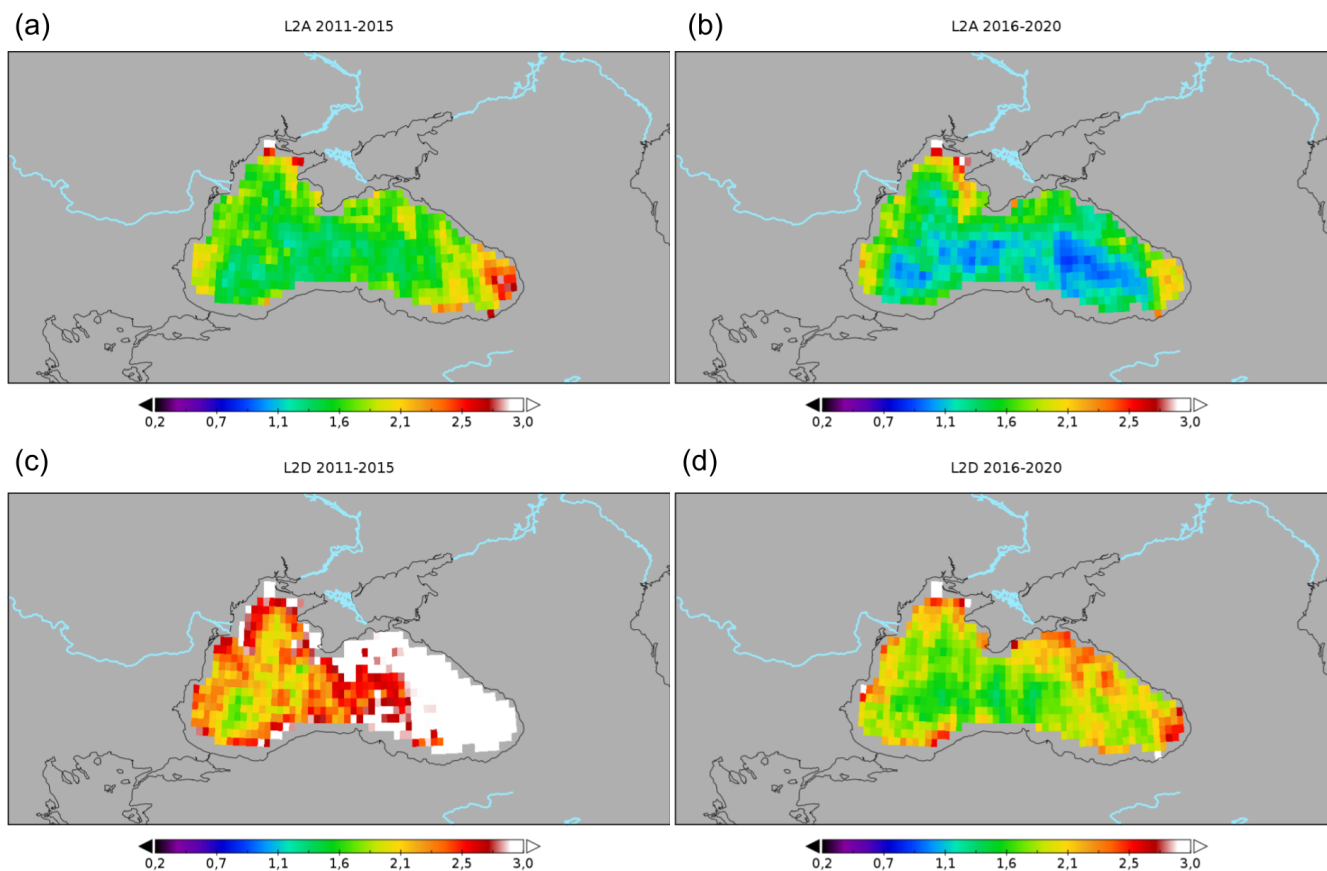 (a)
L2A 2011-2015
0,2 0,7 1,1 1,6 2,1 2,5 3,0
(b)
L2A 2016-2020
0,2 0,7 1,1 1,6 2,1 2,5 3,0
(c)
L2D 2011-2015
0,2 0,7 1,1 1,6 2,1 2,5 3,0
(d)
L2D 2016-2020
0,2 0,7 1,1 1,6 2,1 2,5 3,0